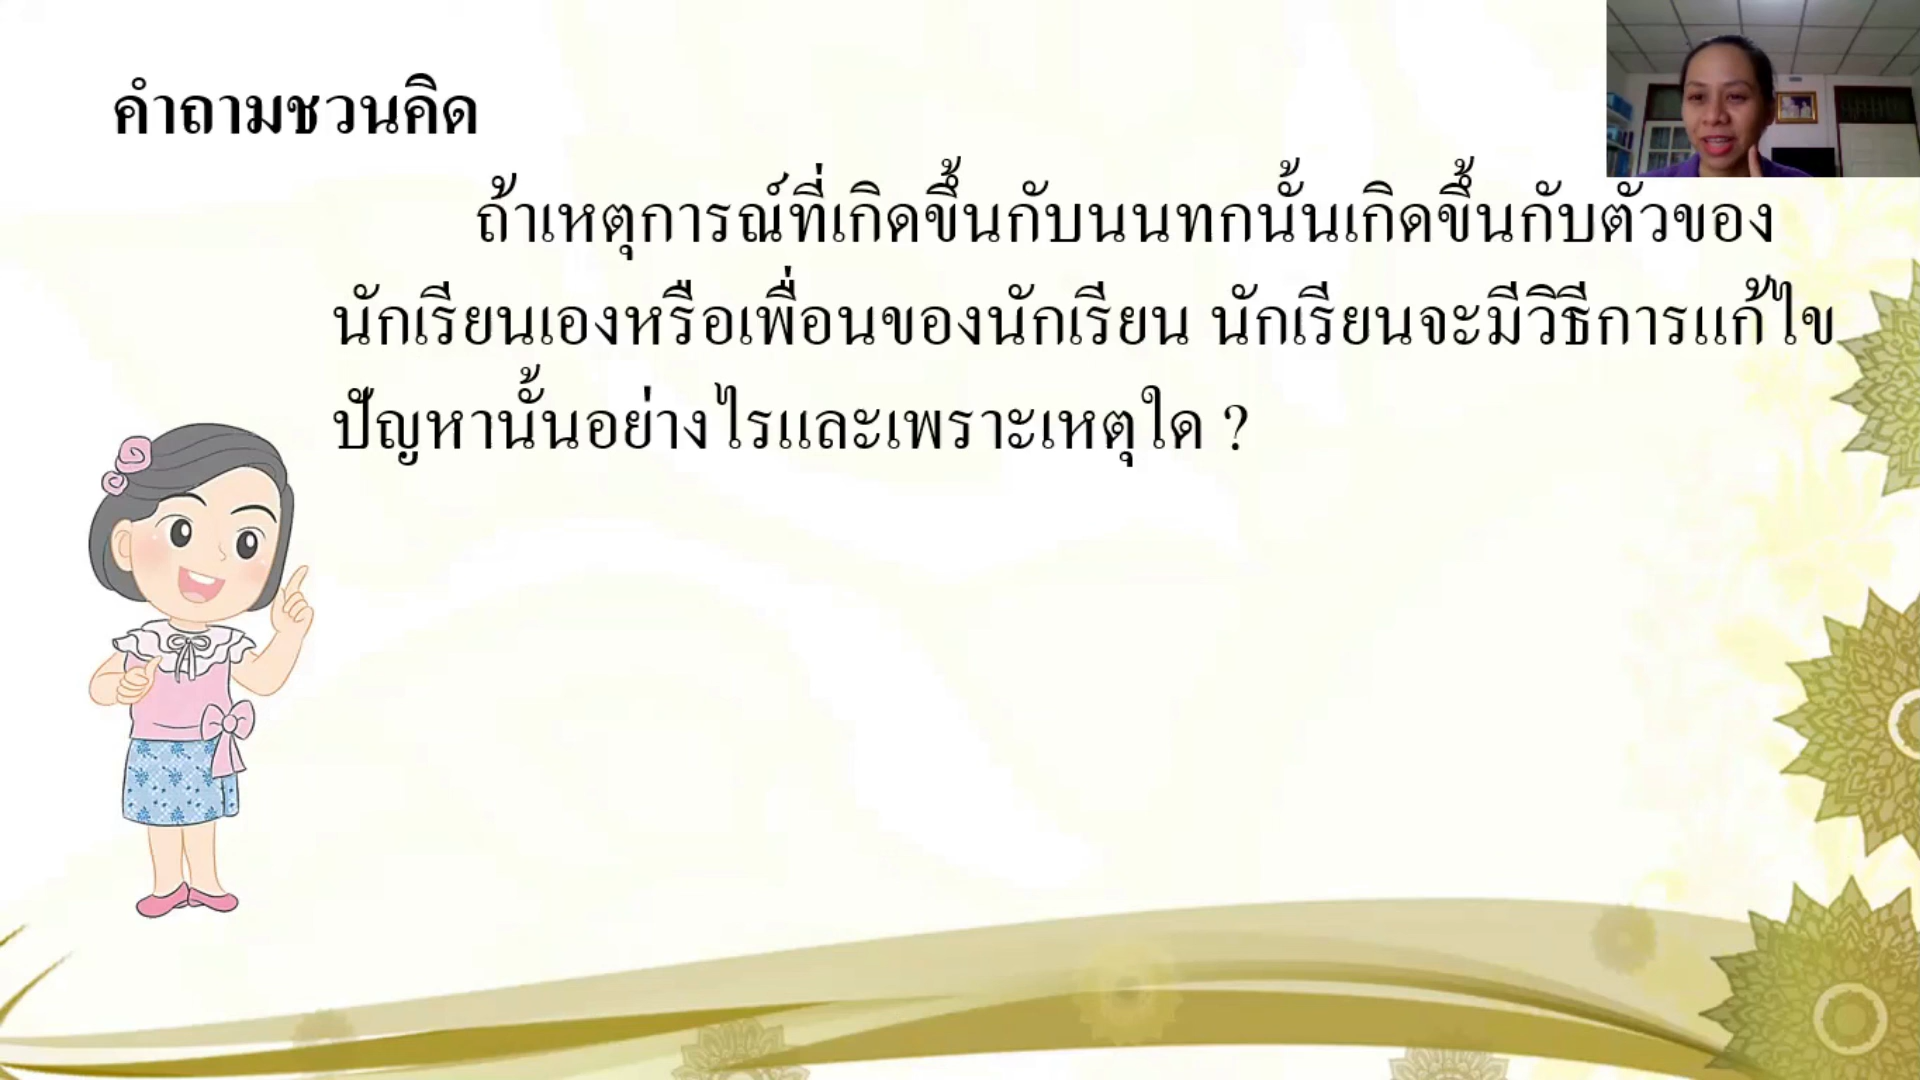 คำถามชวนคิด
ถ้าเหตุการณ์ที่เกิดขึ้นกับนนทกนั้นเกิดขึ้นกับตัวของ
นักเรียนเองหรือเพื่อนของนักเรียน นักเรียนจะมีวิธีการแก้ไข
ปัญหานั้นอย่างไรและเพราะเหตุใด ?